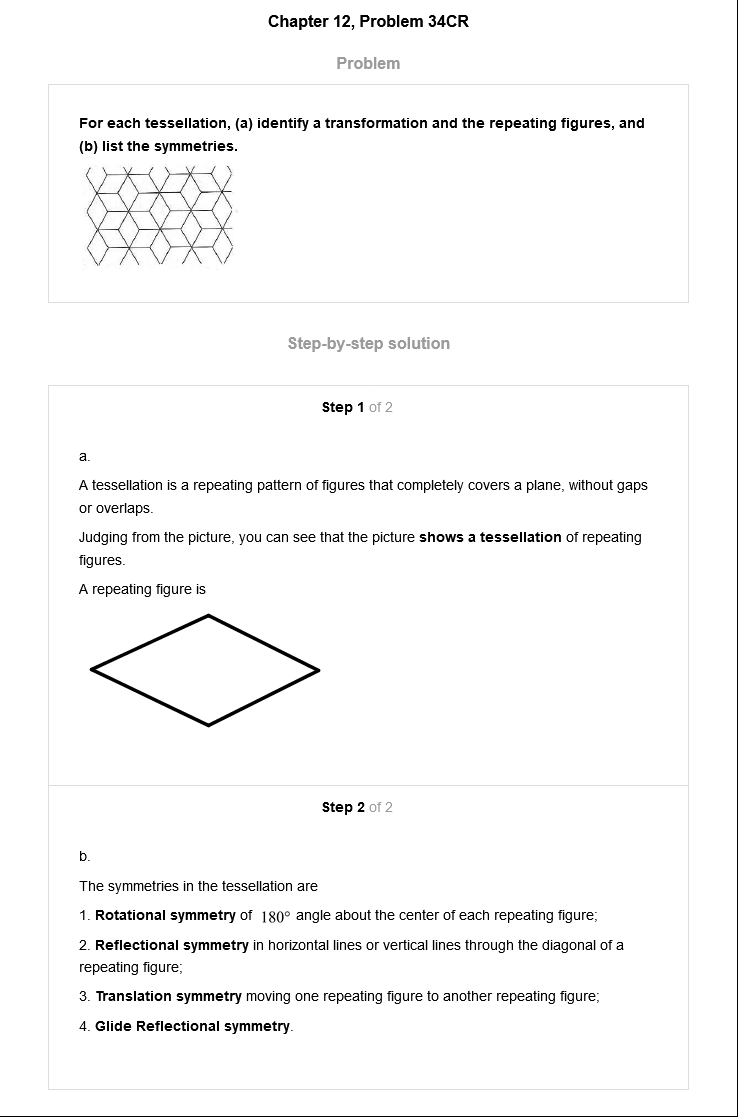 Chapter 12, Problem 34CR
Problem
For each tessellation, (a) identify a transformation and the repeating figures, and
(b) list the symmetries.
Step-by-step solution
Step 1 of 2
a.
A tessellation is a repeating pattern of figures that completely covers a plane, without gaps
or overlaps.
Judging from the picture, you can see that the picture shows a tessellation of repeating
figures.
A repeating figure is
Step 2 of 2
b.
The symmetries in the tessellation are
1. Rotational symmetry of 180° angle about the center of each repeating figure;
2. Reflectional symmetry in horizontal lines or vertical lines through the diagonal of a
repeating figure;
3. Translation symmetry moving one repeating figure to another repeating figure;
4. Glide Reflectional symmetry.